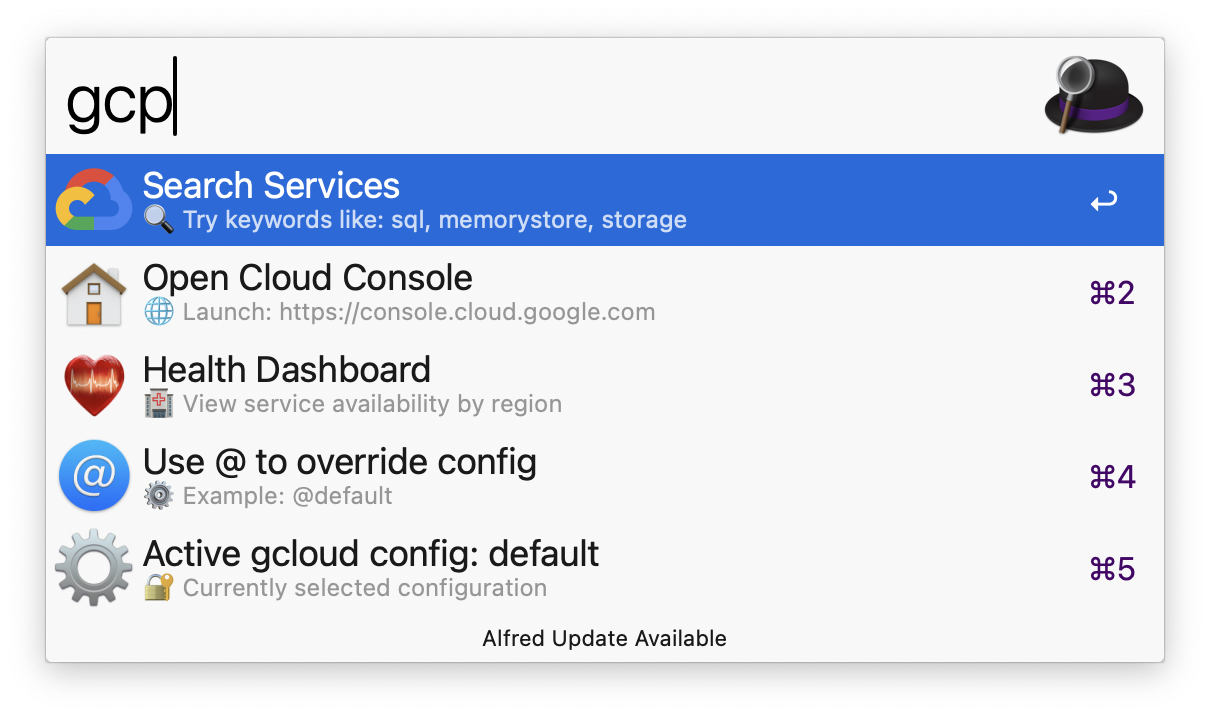 gcp
Search Services
🔍 Try keywords like: sql, memorystore, storage
↩
Open Cloud Console
🌐 Launch: https://console.cloud.google.com
⌘2
Health Dashboard
🏥 View service availability by region
⌘3
Use @ to override config
⚙️ Example: @default
⌘4
Active gcloud config: default
🔐 Currently selected configuration
⌘5
Alfred Update Available